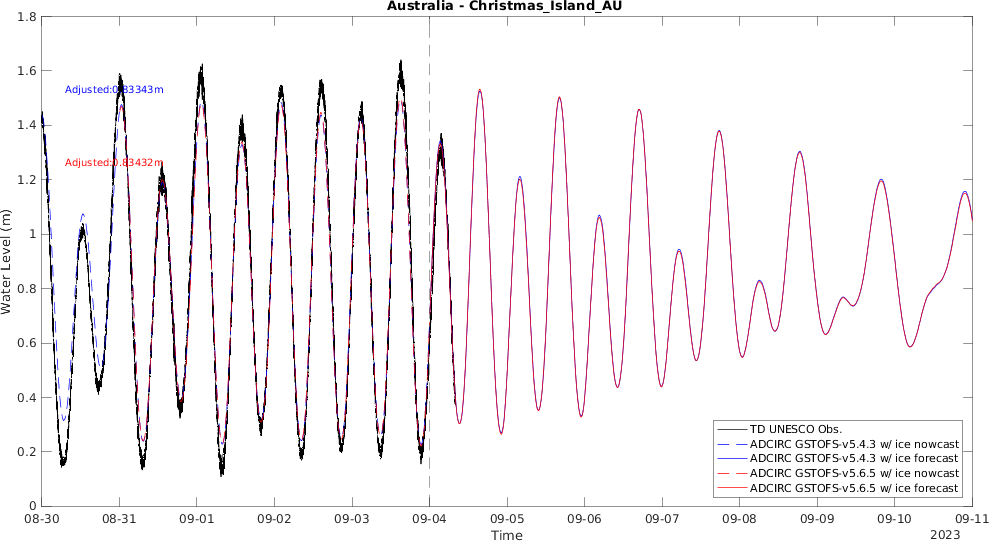 Australia - Christmas_Island_AU
Water Level (m)
1.8
1.6
1.4
1.2
1
0.8
0.6
0.4
0.2
0
Adjusted:0.83343m
Adjusted:0.83432m
TD UNESCO Obs.
ADCIRC GSTOFS-v5.4.3 w/ ice nowcast
ADCIRC GSTOFS-v5.4.3 w/ ice forecast
ADCIRC GSTOFS-v5.6.5 w/ ice nowcast
ADCIRC GSTOFS-v5.6.5 w/ ice forecast
08-30 08-31 09-01 09-02 09-03 09-04 09-05 09-06 09-07 09-08 09-09 09-10 09-11
Time
2023